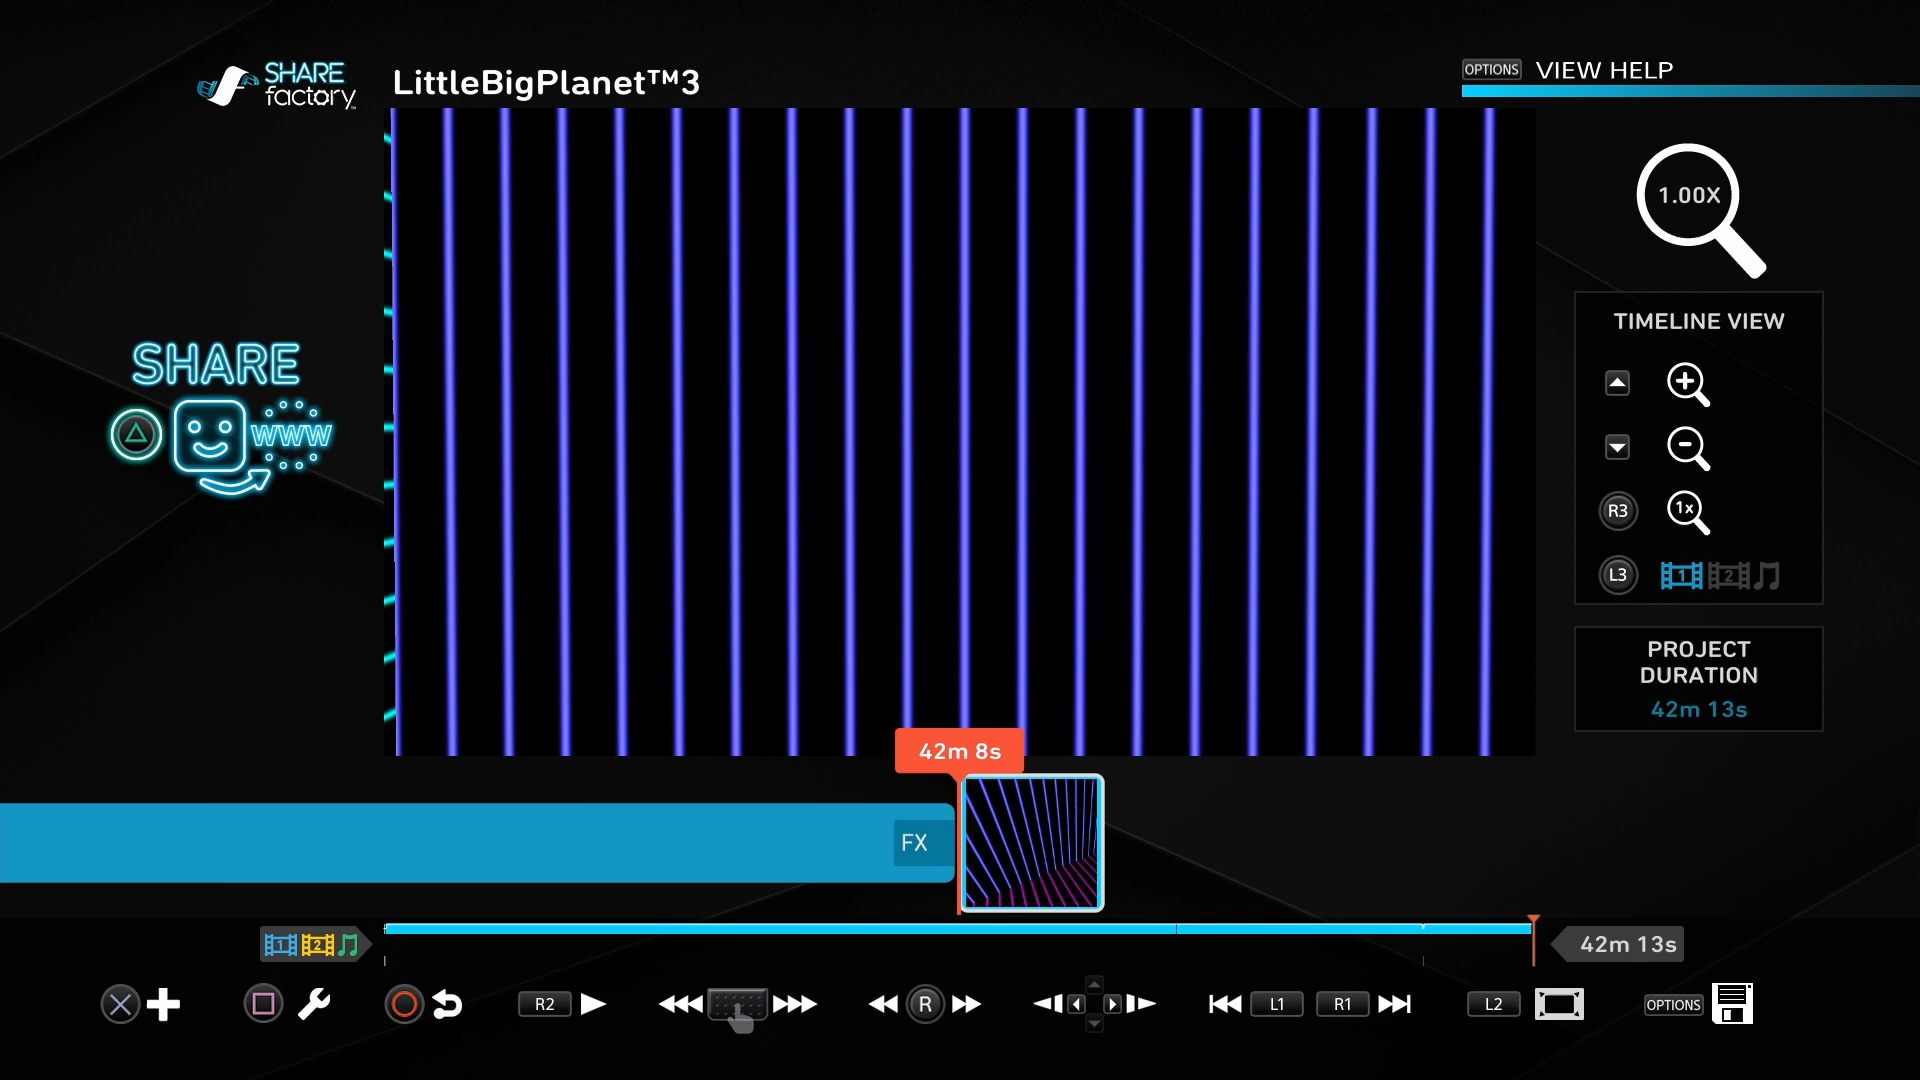 SHARE
factory™
LittleBigPlanet™3
OPTIONS VIEW HELP
1.00X
TIMELINE VIEW
R3 1x
L3 1 2
PROJECT
DURATION
42m 13s
SHARE
WWW
42m 8s
FX
1 2
42m 13s
R2
R
L1
R1
L2
OPTIONS